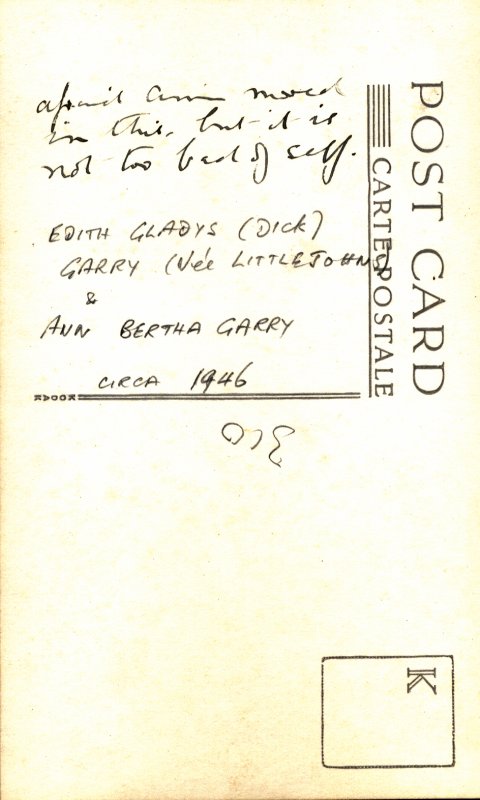 afraid Ann moved
in this, but it is
not too bad of self.
EDITH GLADYS (DICK)
GARRY (Née LITTLEJOHNS)
&
ANN BERTHA GARRY
CIRCA 1946
POST CARD
CARTE POSTALE
K